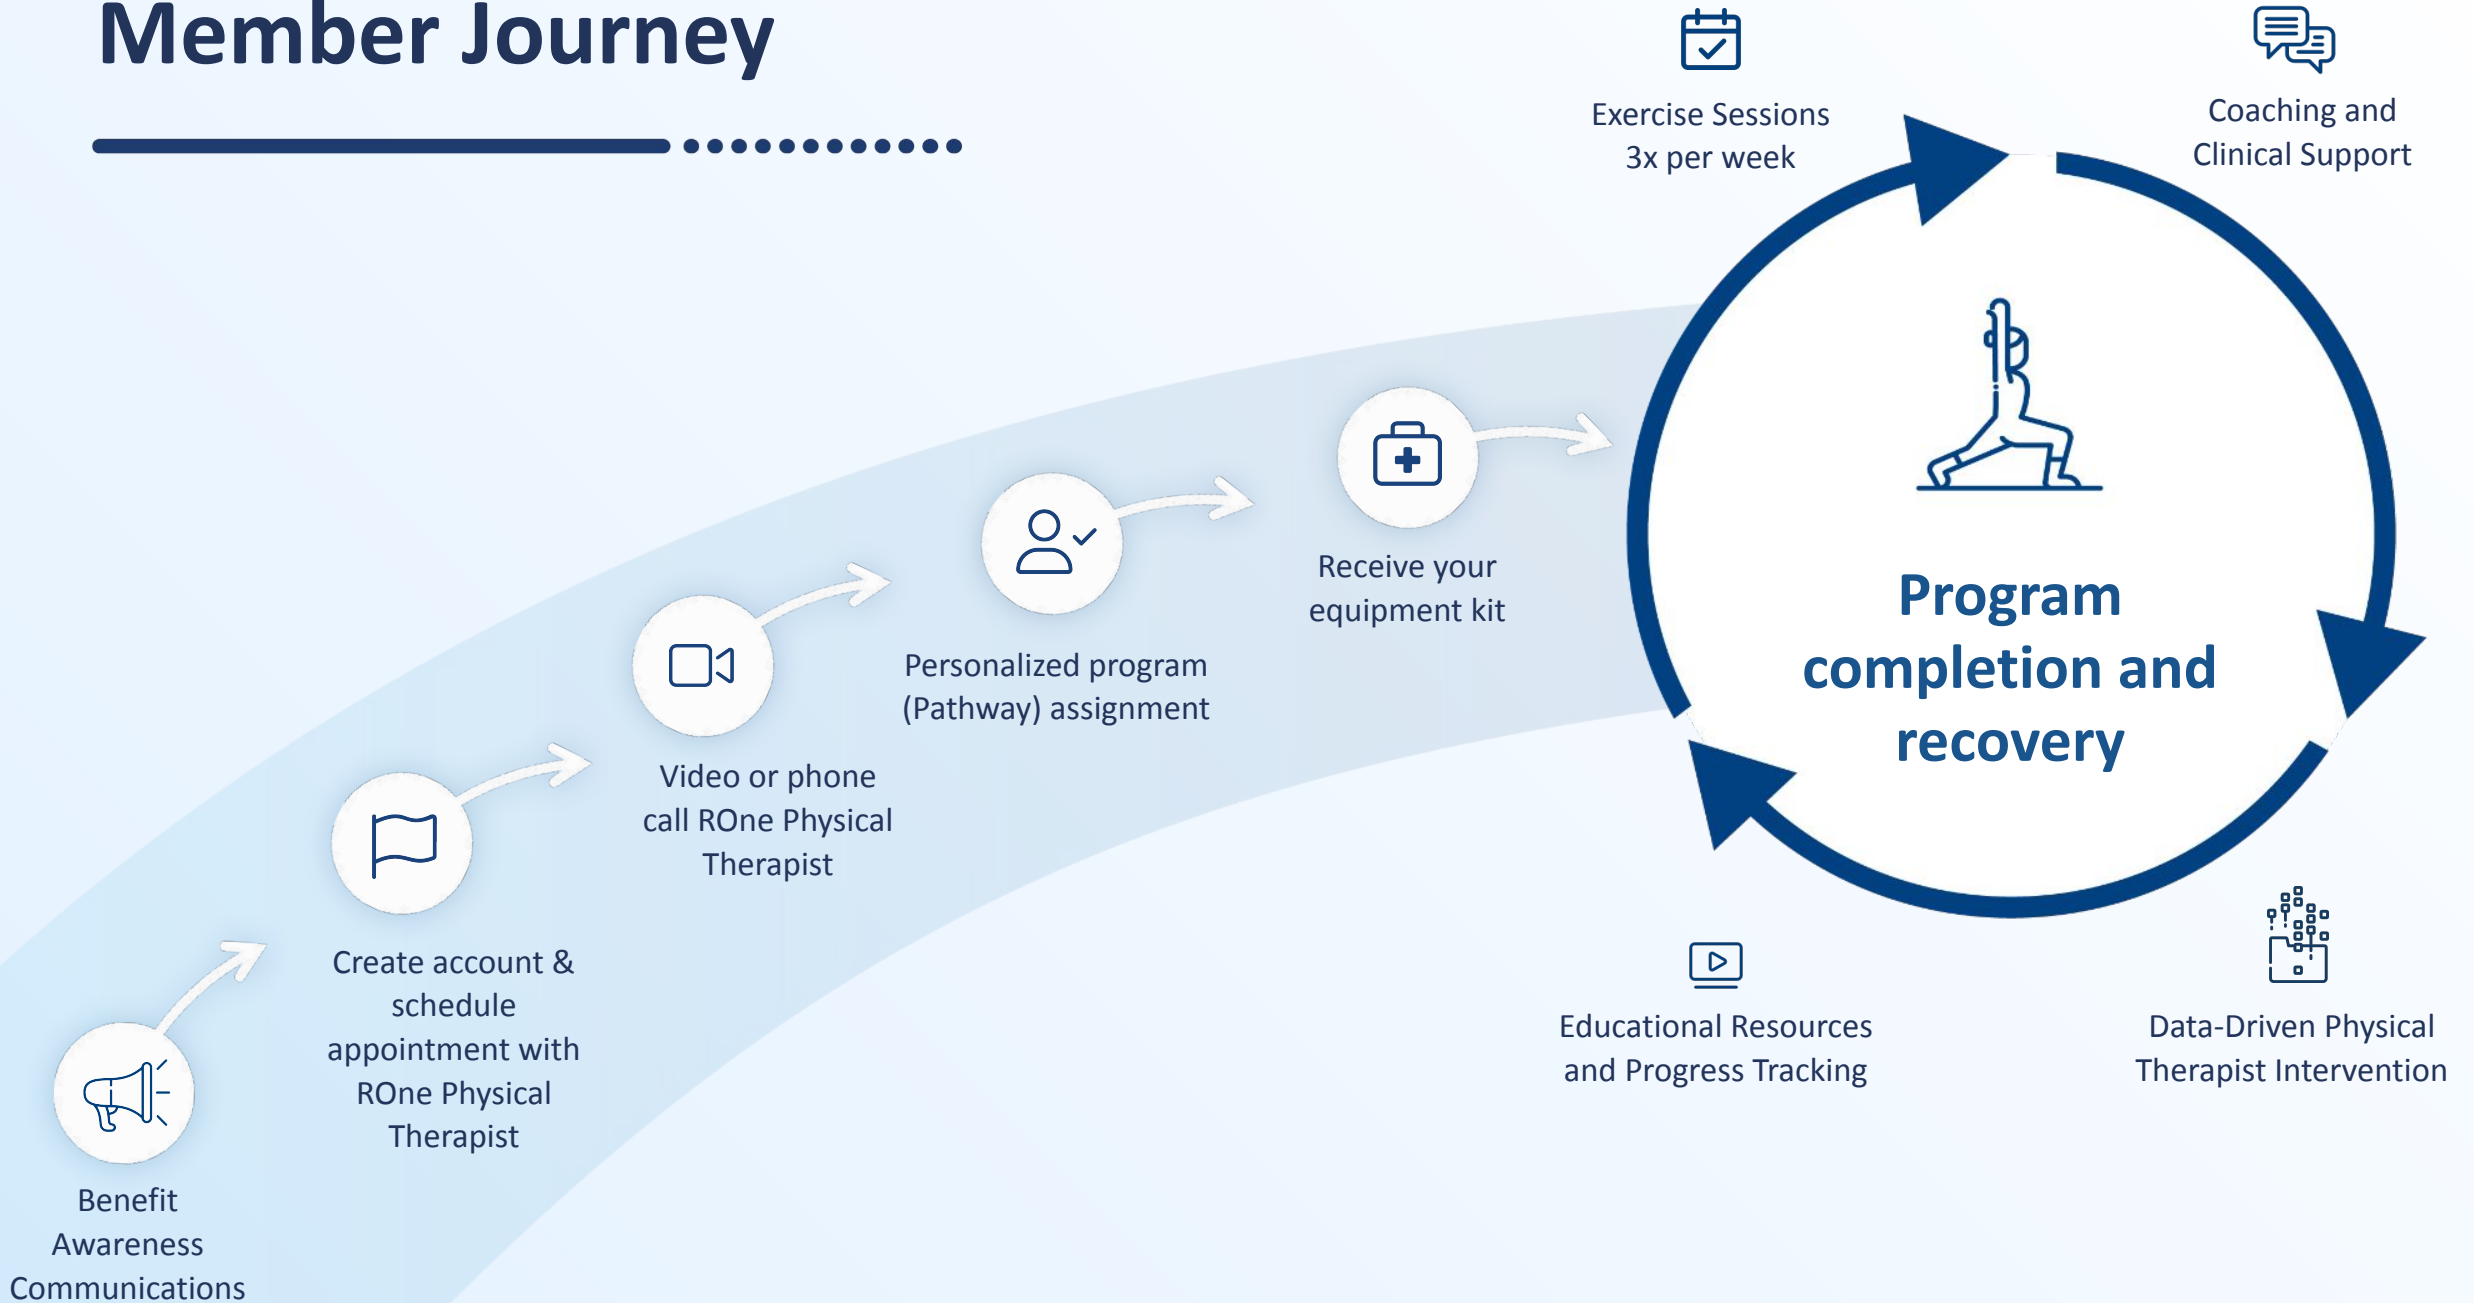 Member Journey
Benefit
Awareness
Communications
Create account &
schedule
appointment with
ROne Physical
Therapist
Video or phone
call ROne Physical
Therapist
Personalized program
(Pathway) assignment
Receive your
equipment kit
Exercise Sessions
3x per week
Coaching and
Clinical Support
Program
completion and
recovery
Educational Resources
and Progress Tracking
Data-Driven Physical
Therapist Intervention